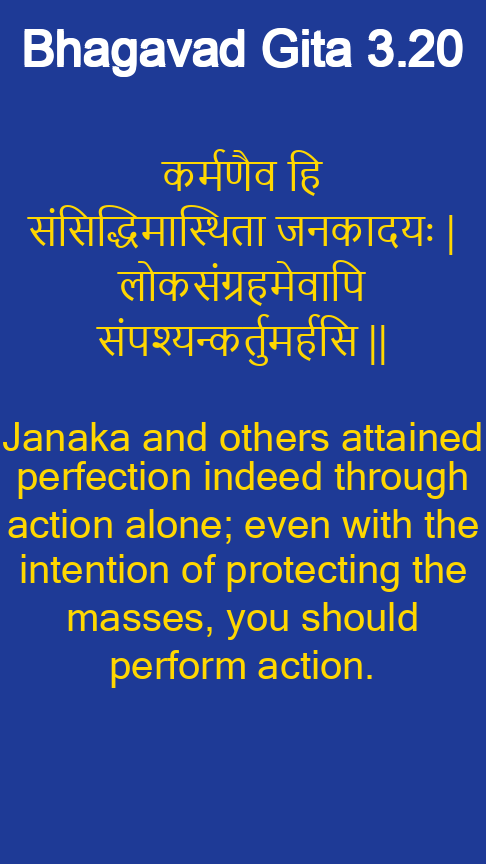 Bhagavad Gita 3.20
कर्मणैव हि
संसिद्धिमास्थिता जनकादयः |
लोकसंग्रहमेवापि
संपश्यन्कर्तुमर्हसि ||
Janaka and others attained
perfection indeed through
action alone; even with the
intention of protecting the
masses, you should
perform action.